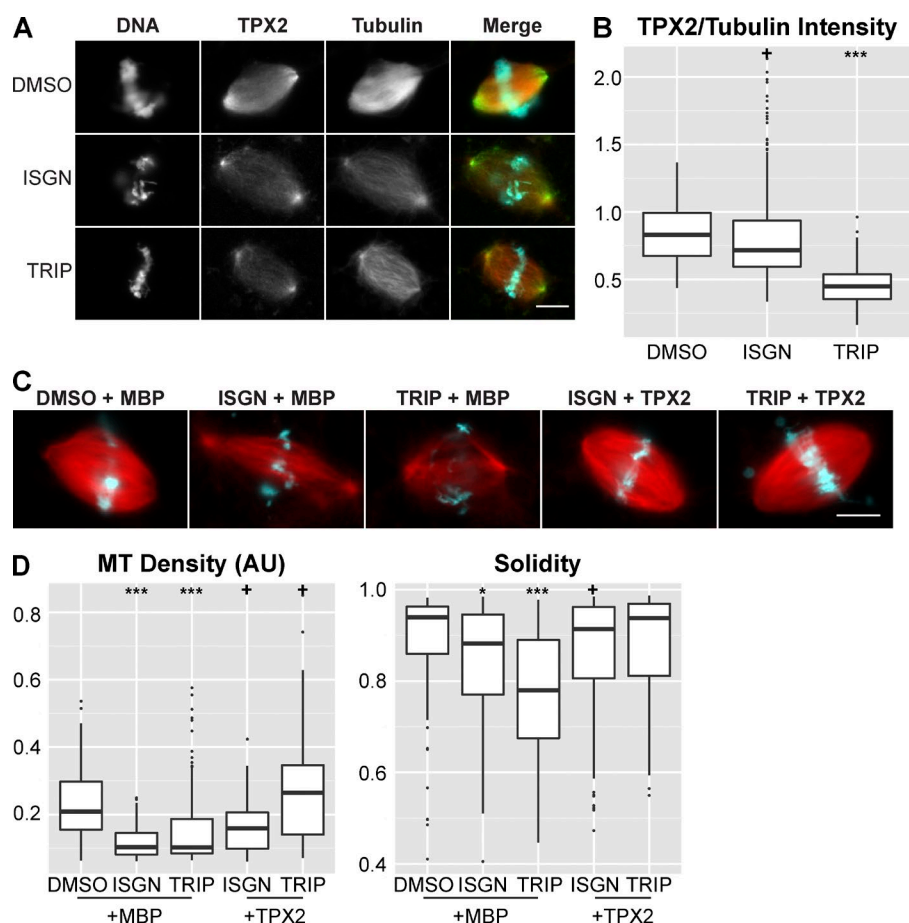 A
DNA TPX2 Tubulin Merge
DMSO
ISGN
TRIP
B TPX2/Tubulin Intensity
+ ***
2.0
1.5
1.0
0.5
DMSO ISGN TRIP
C
DMSO + MBP ISGN + MBP TRIP + MBP ISGN + TPX2 TRIP + TPX2
D MT Density (AU)
*** *** + +
0.8
0.6
0.4
0.2
DMSO ISGN TRIP ISGN TRIP
+MBP +TPX2
Solidity
* *** +
1.0
0.8
0.6
0.4
DMSO ISGN TRIP ISGN TRIP
+MBP +TPX2